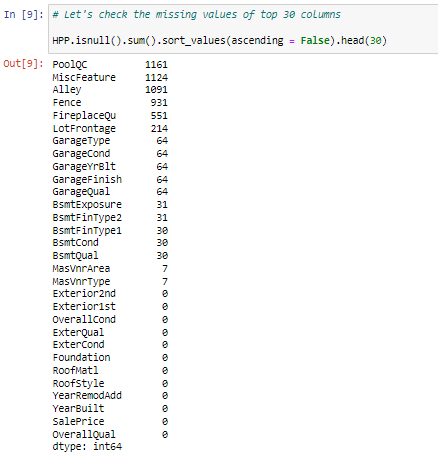 In [9]: # Let's check the missing values of top 30 columns
HPP.isnull().sum().sort_values(ascending = False).head(30)
Out[9]: PoolQC 1161
MiscFeature 1124
Alley 1091
Fence 931
FireplaceQu 551
LotFrontage 214
GarageType 64
GarageCond 64
GarageYrBlt 64
GarageFinish 64
GarageQual 64
BsmtExposure 31
BsmtFinType2 31
BsmtFinType1 30
BsmtCond 30
BsmtQual 30
MasVnrArea 7
MasVnrType 7
Exterior2nd 0
Exterior1st 0
OverallCond 0
ExterQual 0
ExterCond 0
Foundation 0
RoofMatl 0
RoofStyle 0
YearRemodAdd 0
YearBuilt 0
SalePrice 0
OverallQual 0
dtype: int64